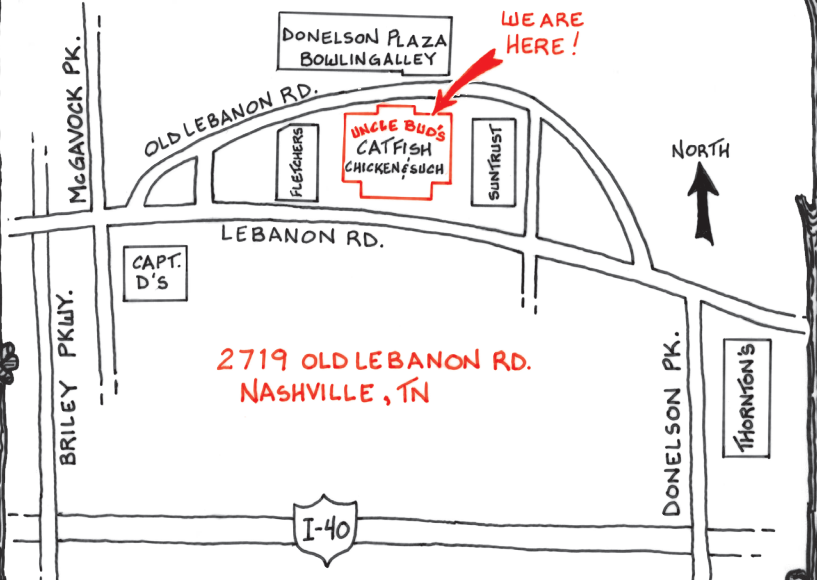 WE ARE
HERE!
DONELSON PLAZA
BOWLINGALLEY
McGAVOCK PK.
OLD LEBANON RD.
FLETCHERS
UNCLE BUD'S
CATFISH
CHICKEN & SUCH
SUNTRUST
NORTH
LEBANON RD.
CAPT.
D'S
BRILEY PKWY.
2719 OLD LEBANON RD.
NASHVILLE, TN
DONELSON PK.
THORNTON'S
I-40